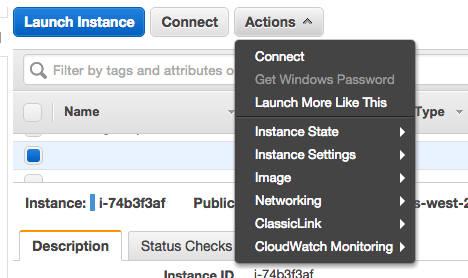 Launch Instance Connect Actions
Connect
Filter by tags and attributes o
Get Windows Password
Launch More Like This
Name Type
Instance State
Instance Settings
Image
Instance: i-74b3f3af Public s-west-2
Networking
ClassicLink
Description Status Checks CloudWatch Monitoring
Instance ID i-74b3f3af